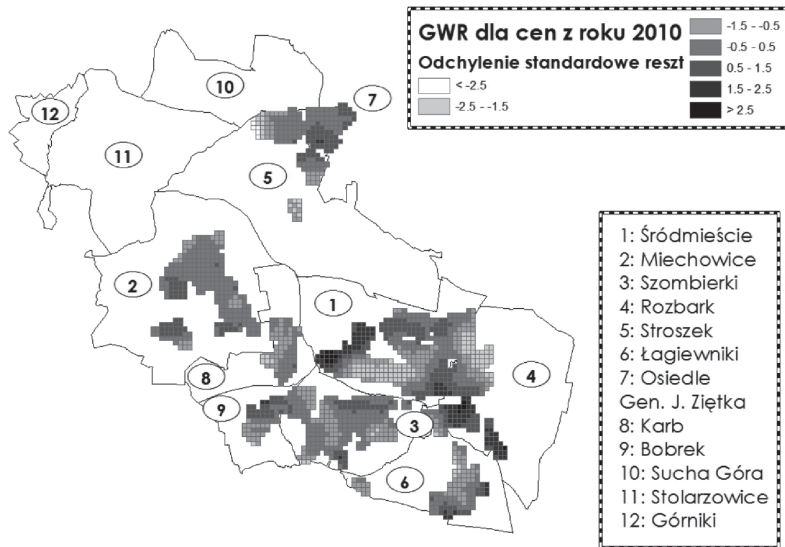 GWR dla cen z roku 2010
Odchylenie standardowe reszt
< -2.5
-2.5 - -1.5
-1.5 - -0.5
-0.5 - 0.5
0.5 - 1.5
1.5 - 2.5
> 2.5
10
7
12
11
5
2
1
8
4
9
3
6
1: Śródmieście
2: Miechowice
3: Szombierki
4: Rozbark
5: Stroszek
6: Łagiewniki
7: Osiedle
Gen. J. Ziętka
8: Karb
9: Bobrek
10: Sucha Góra
11: Stolarzowice
12: Górniki